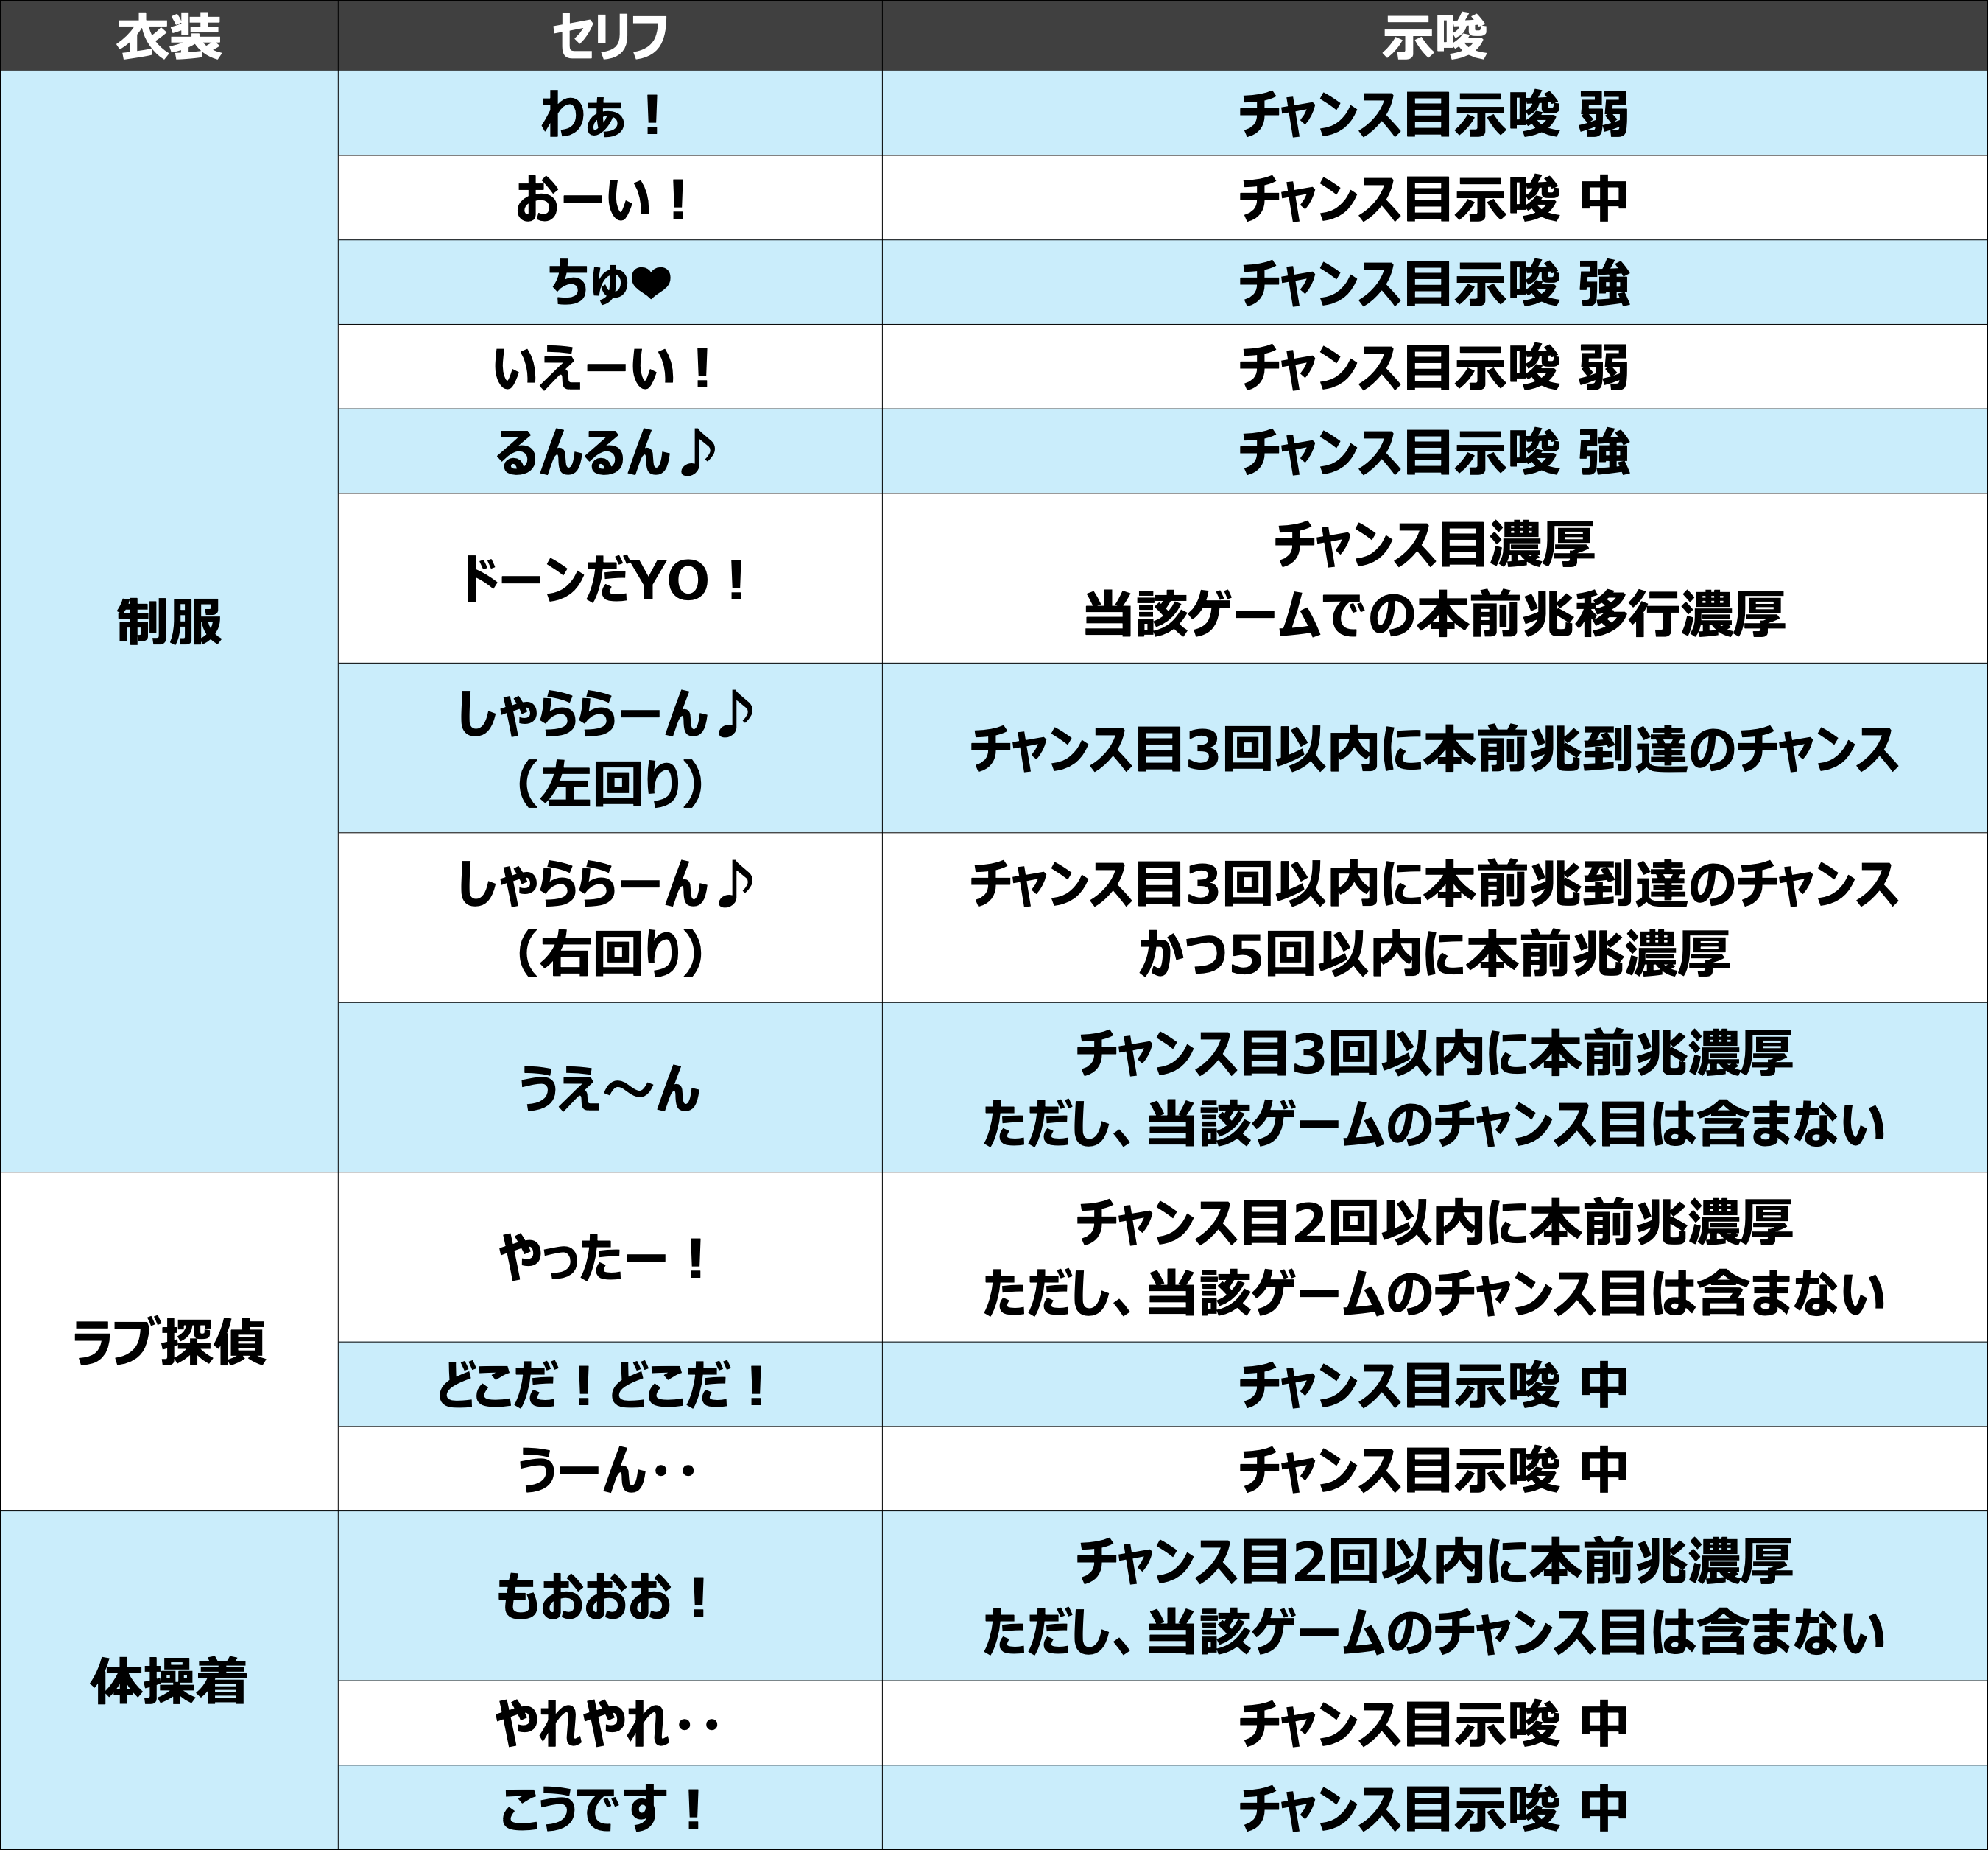 衣装 セリフ 示唆
制服
わぁ！ チャンス目示唆 弱
おーい！ チャンス目示唆 中
ちゅ♥ チャンス目示唆 強
いえーい！ チャンス目示唆 弱
るんるん♪ チャンス目示唆 強
ドーンだYO！ チャンス目濃厚
当該ゲームでの本前兆移行濃厚
しゃららーん♪
（左回り） チャンス目3回以内に本前兆到達のチャンス
しゃららーん♪
（右回り） チャンス目3回以内に本前兆到達のチャンス
かつ5回以内に本前兆濃厚
うえ～ん チャンス目3回以内に本前兆濃厚
ただし、当該ゲームのチャンス目は含まない
ラブ探偵
やったー！ チャンス目2回以内に本前兆濃厚
ただし、当該ゲームのチャンス目は含まない
どこだ！どこだ！ チャンス目示唆 中
うーん・・ チャンス目示唆 中
体操着
もおおお！ チャンス目2回以内に本前兆濃厚
ただし、当該ゲームのチャンス目は含まない
やれやれ・・ チャンス目示唆 中
こうです！ チャンス目示唆 中